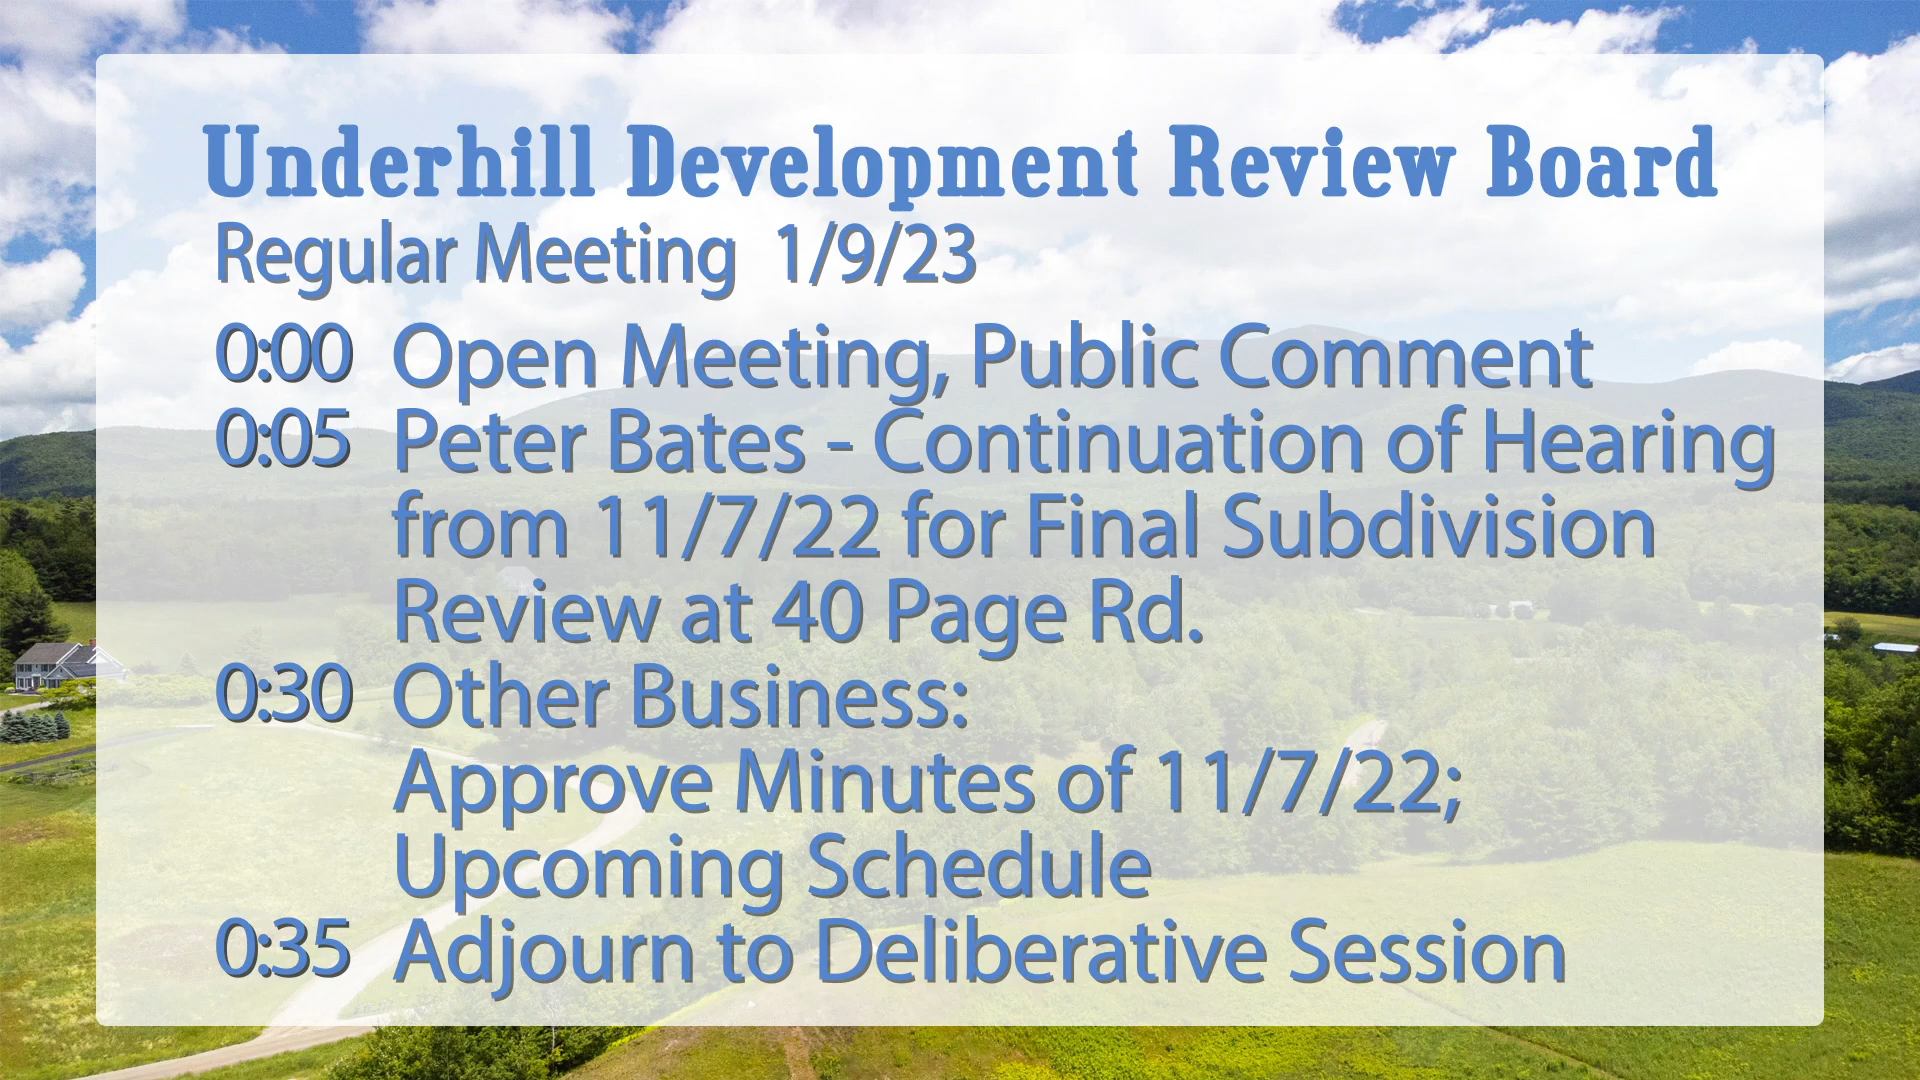 Underhill Development Review Board
Regular Meeting 1/9/23
0:00 Open Meeting, Public Comment
0:05 Peter Bates - Continuation of Hearing
from 11/7/22 for Final Subdivision
Review at 40 Page Rd.
0:30 Other Business:
Approve Minutes of 11/7/22;
Upcoming Schedule
0:35 Adjourn to Deliberative Session